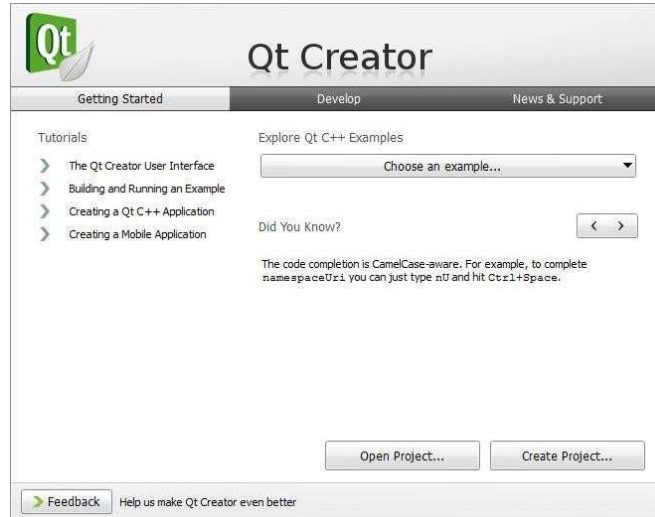 Qt
Qt Creator
Getting Started
Develop
News & Support
Tutorials
The Qt Creator User Interface
Building and Running an Example
Creating a Qt C++ Application
Creating a Mobile Application
Explore Qt C++ Examples
Choose an example...
Did You Know?
The code completion is CamelCase-aware. For example, to complete
namespaceUri you can just type nU and hit Ctrl+Space.
Open Project...
Create Project...
Feedback
Help us make Qt Creator even better